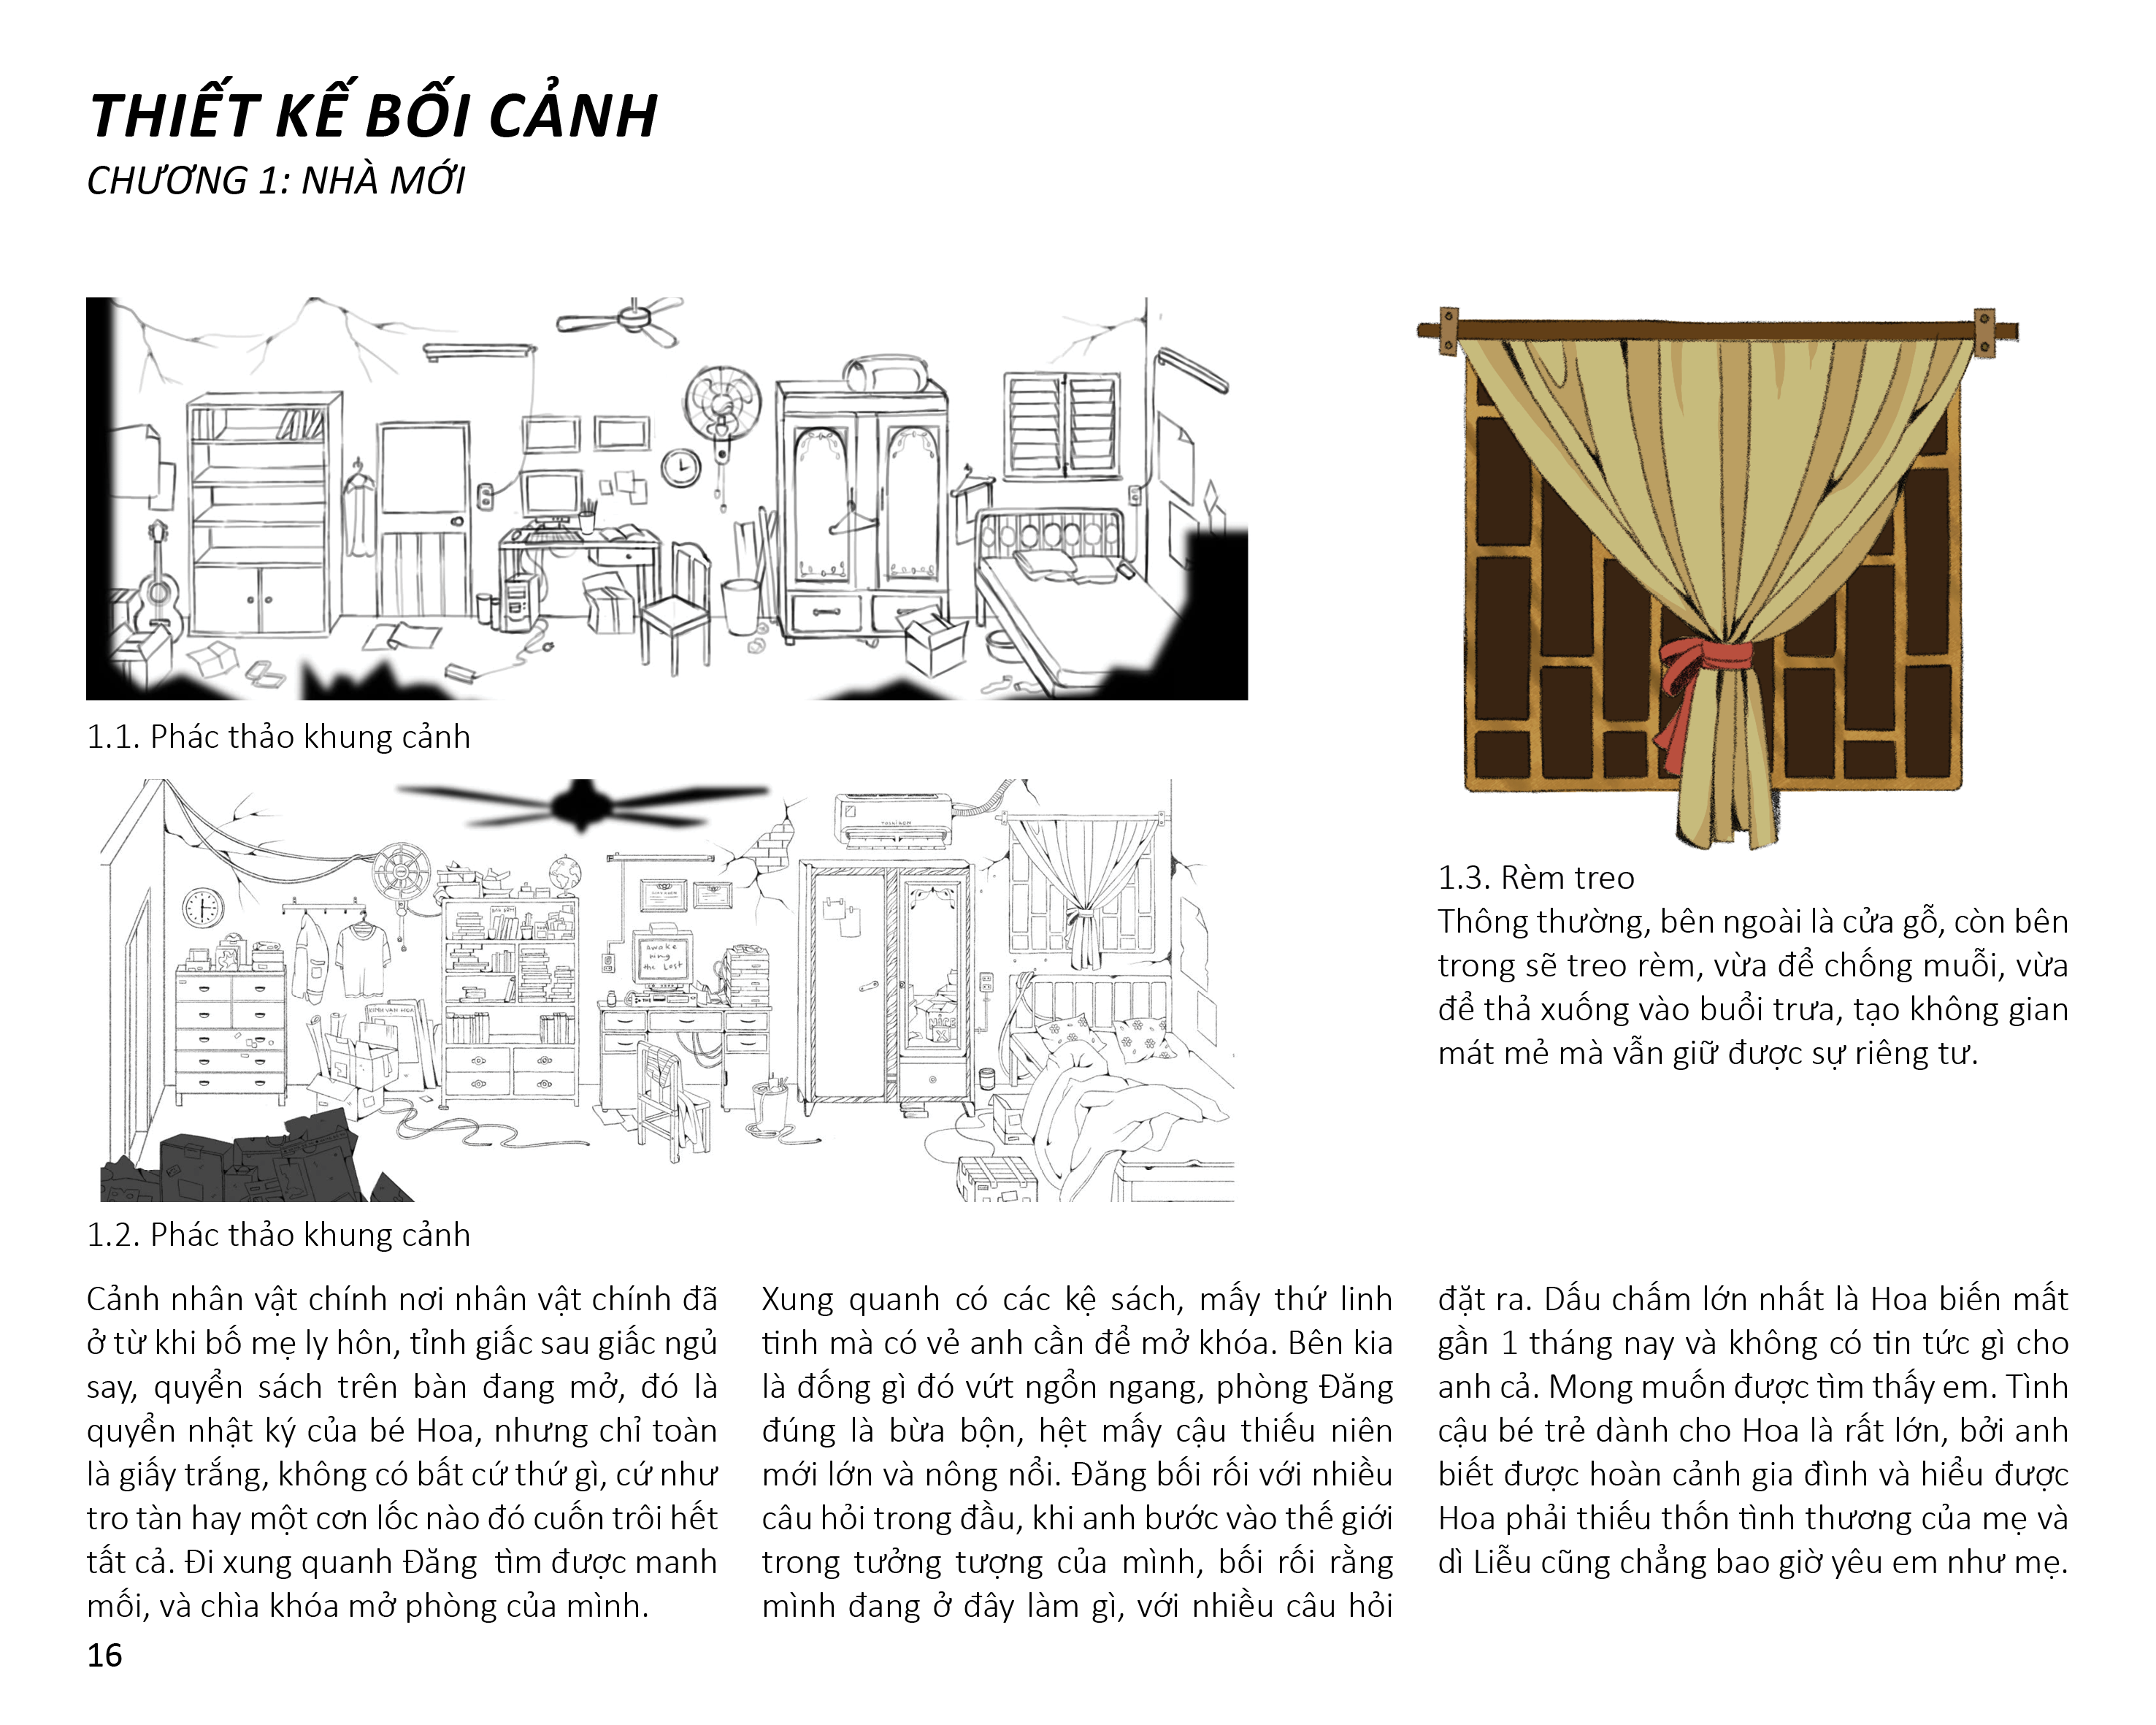 THIẾT KẾ BỐI CẢNH
CHƯƠNG 1: NHÀ MỚI
1.1. Phác thảo khung cảnh
awake
ning
the Lost
NICE
1.2. Phác thảo khung cảnh
1.3. Rèm treo
Thông thường, bên ngoài là cửa gỗ, còn bên
trong sẽ treo rèm, vừa để chống muỗi, vừa
để thả xuống vào buổi trưa, tạo không gian
mát mẻ mà vẫn giữ được sự riêng tư.
Cảnh nhân vật chính nơi nhân vật chính đã
ở từ khi bố mẹ ly hôn, tỉnh giấc sau giấc ngủ
say, quyển sách trên bàn đang mở, đó là
quyển nhật ký của bé Hoa, nhưng chỉ toàn
là giấy trắng, không có bất cứ thứ gì, cứ như
tro tàn hay một cơn lốc nào đó cuốn trôi hết
tất cả. Đi xung quanh Đăng  tìm được manh
mối, và chìa khóa mở phòng của mình.
Xung quanh có các kệ sách, mấy thứ linh
tinh mà có vẻ anh cần để mở khóa. Bên kia
là đống gì đó vứt ngổn ngang, phòng Đăng
đúng là bừa bộn, hệt mấy cậu thiếu niên
mới lớn và nông nổi. Đăng bối rối với nhiều
câu hỏi trong đầu, khi anh bước vào thế giới
trong tưởng tượng của mình, bối rối rằng
mình đang ở đây làm gì, với nhiều câu hỏi
đặt ra. Dấu chấm lớn nhất là Hoa biến mất
gần 1 tháng nay và không có tin tức gì cho
anh cả. Mong muốn được tìm thấy em. Tình
cậu bé trẻ dành cho Hoa là rất lớn, bởi anh
biết được hoàn cảnh gia đình và hiểu được
Hoa phải thiếu thốn tình thương của mẹ và
dì Liễu cũng chẳng bao giờ yêu em như mẹ.
16